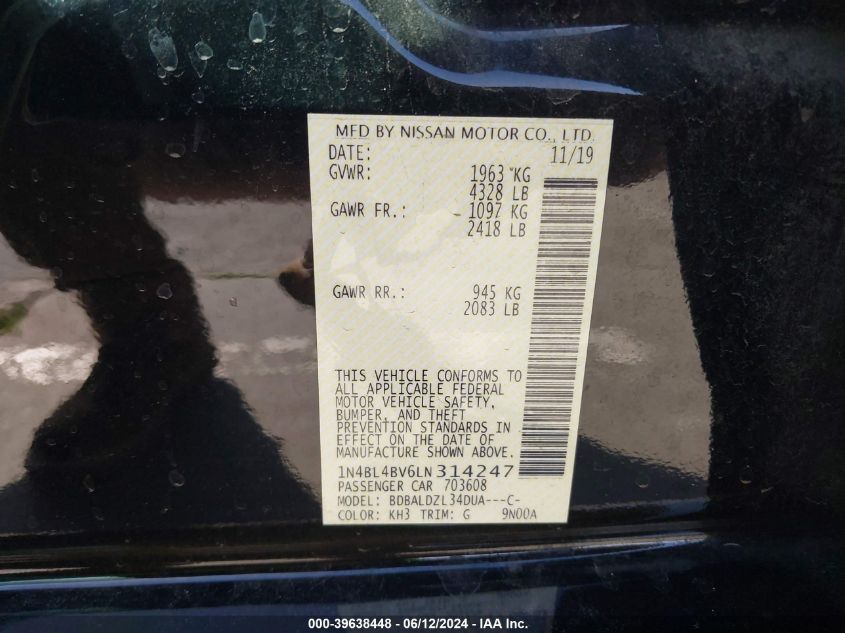 MFD BY NISSAN MOTOR CO., LTD.
DATE: 11/19
GVWR: 1963 KG
4328 LB
GAWR FR.: 1097 KG
2418 LB
GAWR RR.: 945 KG
2083 LB
THIS VEHICLE CONFORMS TO
ALL APPLICABLE FEDERAL
MOTOR VEHICLE SAFETY,
BUMPER, AND THEFT
PREVENTION STANDARDS IN
EFFECT ON THE DATE OF
MANUFACTURE SHOWN ABOVE.
1N4BL4BV6LN314247
PASSENGER CAR 703608
MODEL: BDBALDZL34DUA---C-
COLOR: KH3 TRIM: G 9N00A
000-39638448 - 06/12/2024 - IAA Inc.